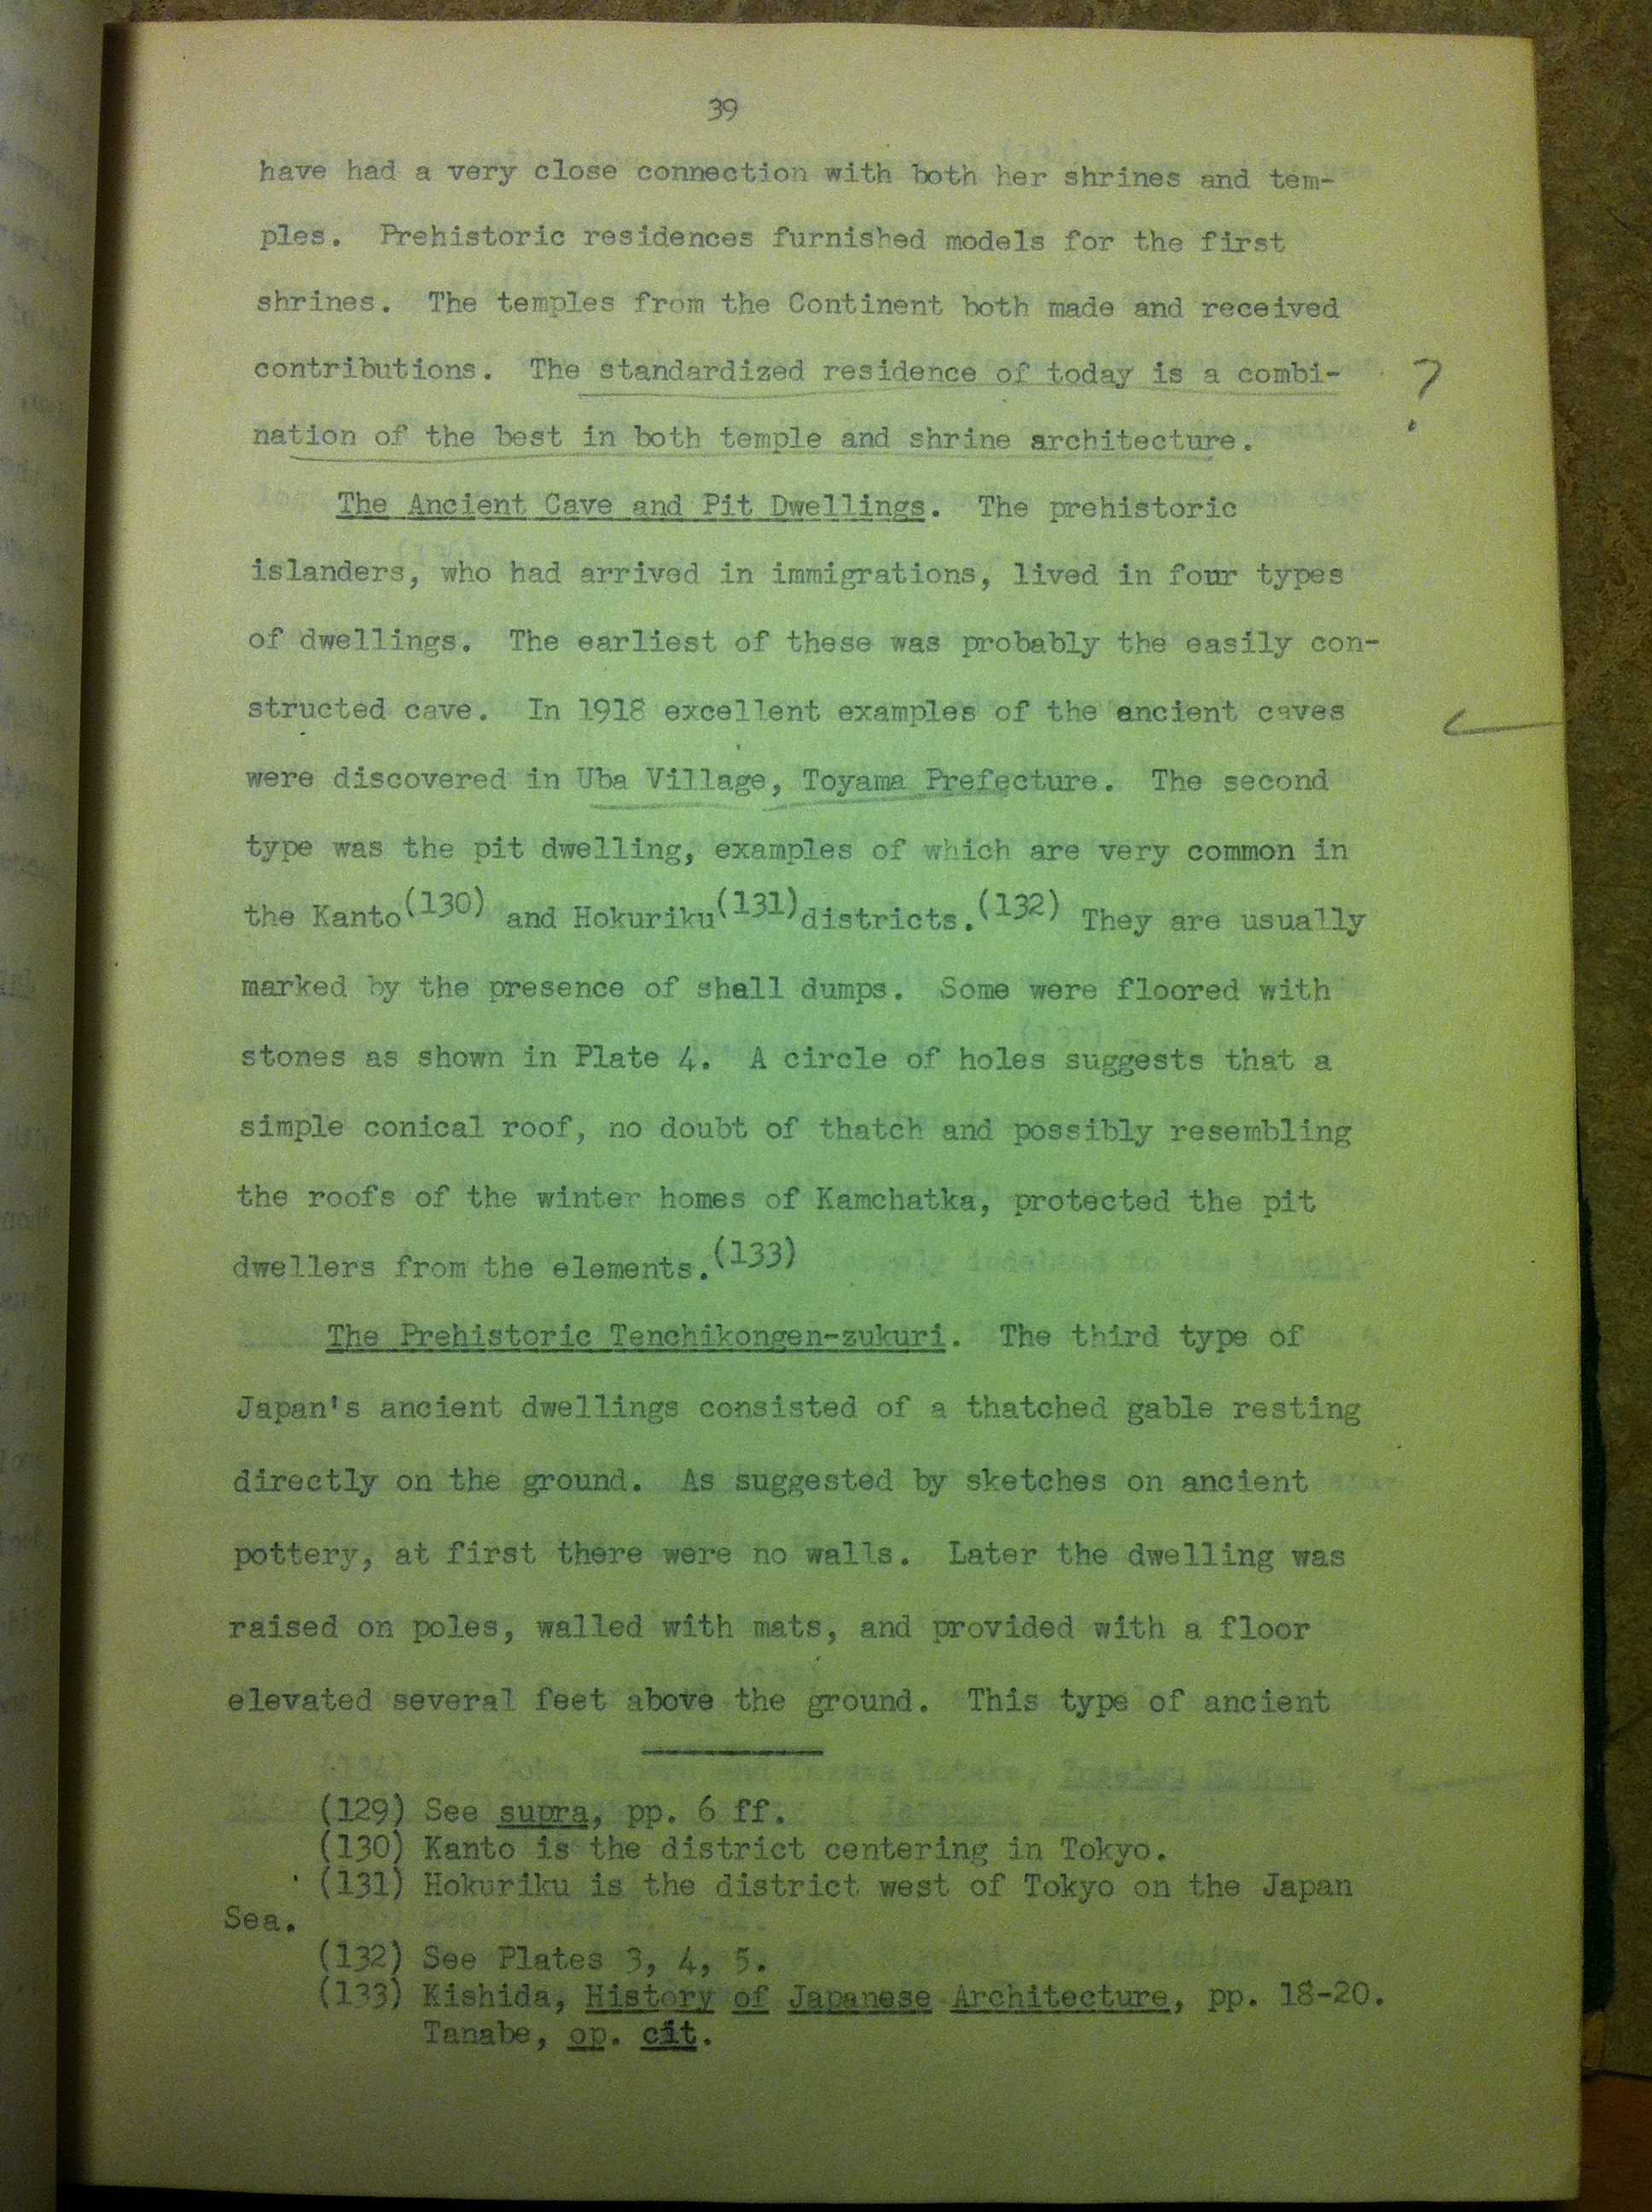 39
have had a very close connection with both her shrines and tem-
ples. Prehistoric residences furnished models for the first
shrines. The temples from the Continent both made and received
contributions. The standardized residence of today is a combi- ?
nation of the best in both temple and shrine architecture.
The Ancient Cave and Pit Dwellings. The prehistoric
islanders, who had arrived in immigrations, lived in four types
of dwellings. The earliest of these was probably the easily con-
structed cave. In 1918 excellent examples of the ancient caves
were discovered in Uba Village, Toyama Prefecture. The second
type was the pit dwelling, examples of which are very common in
the Kanto(130) and Hokuriku(131)districts.(132) They are usually
marked by the presence of shell dumps. Some were floored with
stones as shown in Plate 4. A circle of holes suggests that a
simple conical roof, no doubt of thatch and possibly resembling
the roofs of the winter homes of Kamchatka, protected the pit
dwellers from the elements.(133)
The Prehistoric Tenchikongen-zukuri. The third type of
Japan's ancient dwellings consisted of a thatched gable resting
directly on the ground. As suggested by sketches on ancient
pottery, at first there were no walls. Later the dwelling was
raised on poles, walled with mats, and provided with a floor
elevated several feet above the ground. This type of ancient
(129) See supra, pp. 6 ff.
(130) Kanto is the district centering in Tokyo.
(131) Hokuriku is the district west of Tokyo on the Japan
Sea.
(132) See Plates 3, 4, 5.
(133) Kishida, History of Japanese Architecture, pp. 18-20.
Tanabe, op. cit.